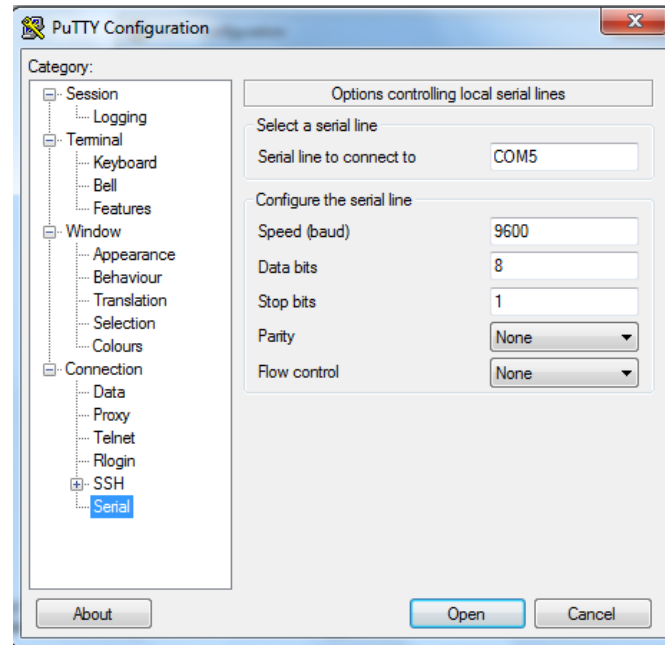 PuTTY Configuration
Category:
Session
Logging
Terminal
Keyboard
Bell
Features
Window
Appearance
Behaviour
Translation
Selection
Colours
Connection
Data
Proxy
Telnet
Rlogin
SSH
Serial
Options controlling local serial lines
Select a serial line
Serial line to connect to COM5
Configure the serial line
Speed (baud) 9600
Data bits 8
Stop bits 1
Parity None
Flow control None
About Open Cancel